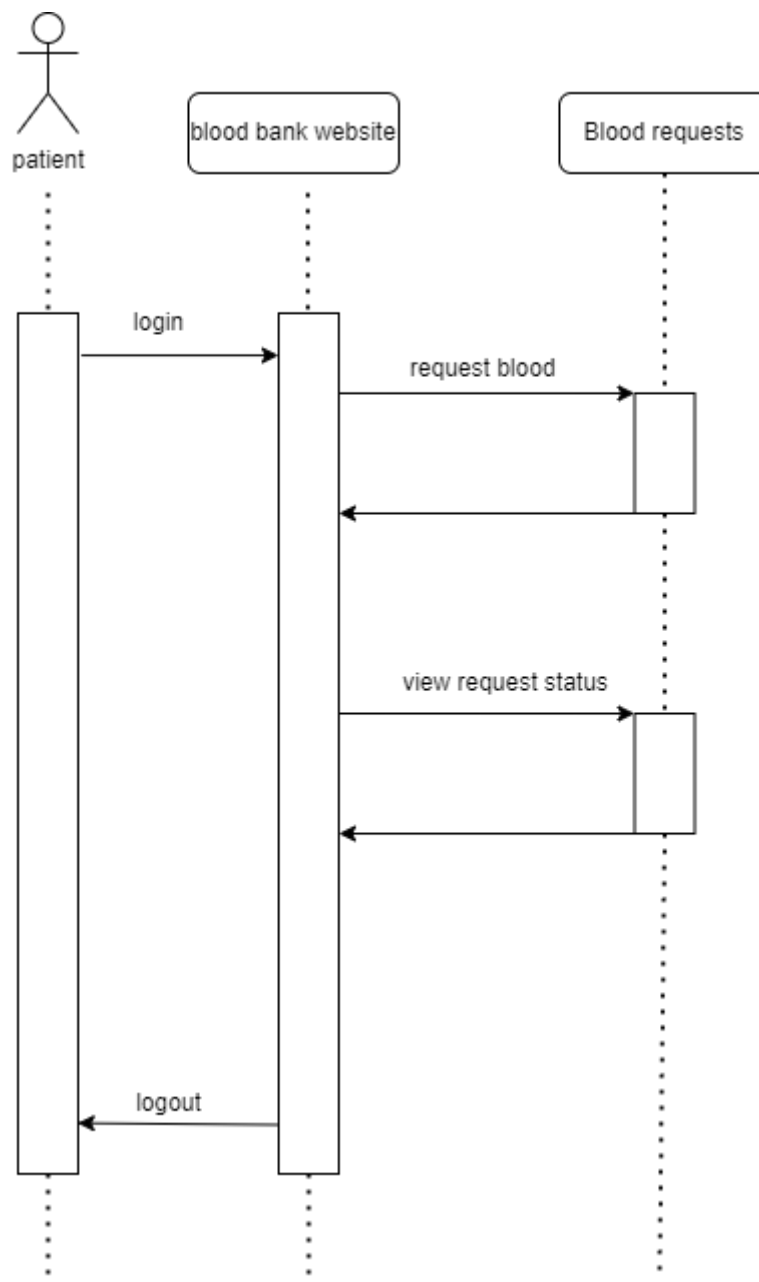 patient
blood bank website
Blood requests
login
request blood
view request status
logout